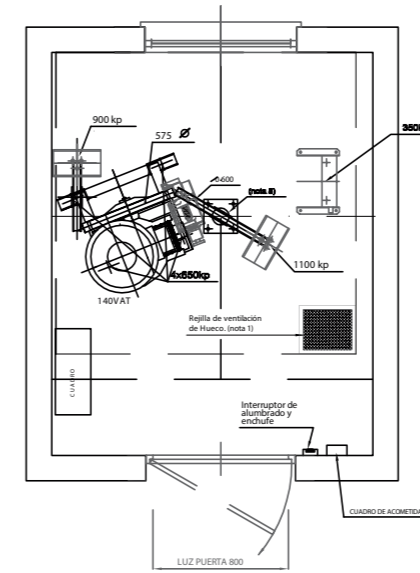 900 kp
575 Ø
600
(nota 8)
350
1100 kp
4x650kp
140VAT
Rejilla de ventilación
de Hueco. (nota 1)
CUADRO
Interruptor de
alumbrado y
enchufe
CUADRO DE ACOMETIDA
LUZ PUERTA 800